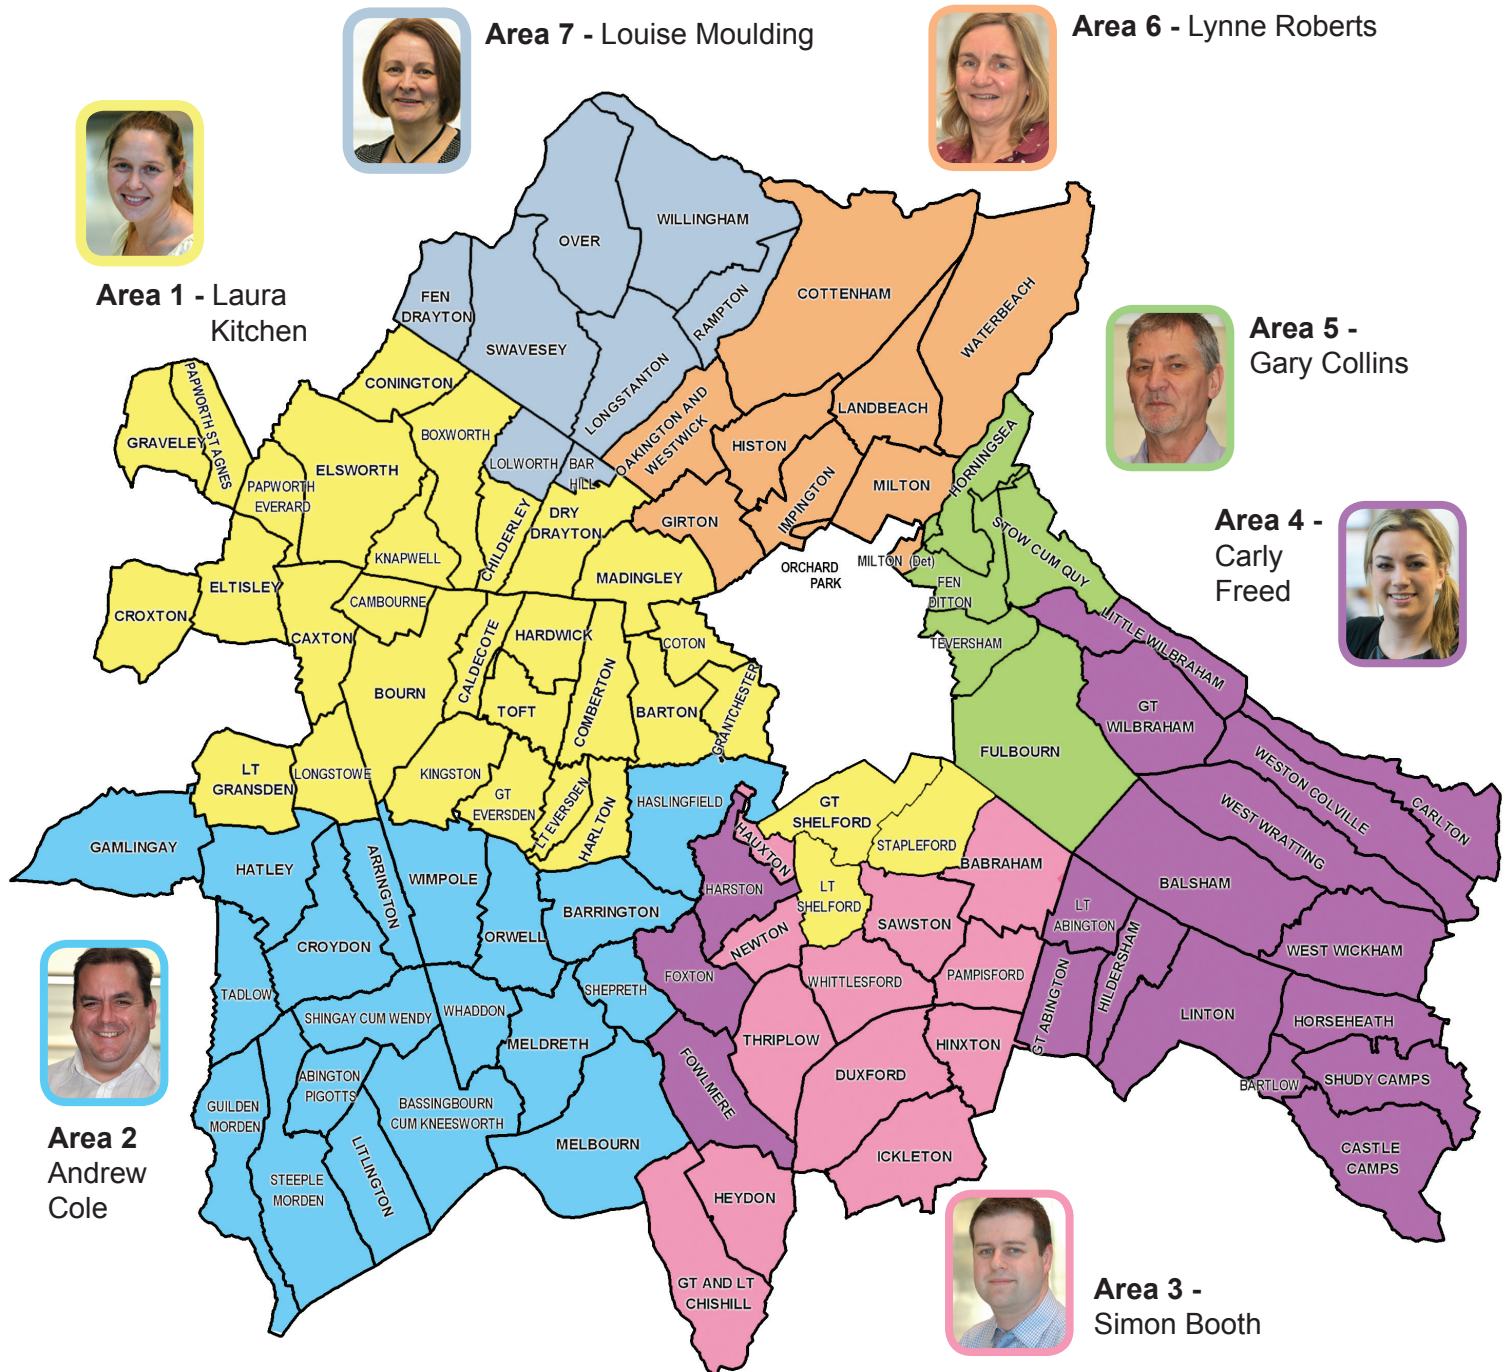 Area 7 - Louise Moulding
Area 6 - Lynne Roberts
Area 1 - Laura
Kitchen
Area 5 -
Gary Collins
Area 4 -
Carly
Freed
Area 2
Andrew
Cole
Area 3 -
Simon Booth
WILLINGHAM
OVER
FEN
DRAYTON
SWAVESEY
RAMPTON
LONGSTANTON
LOLWORTH
BAR
HILL
COTTENHAM
WATERBEACH
LANDBEACH
OAKINGTON AND
WESTWICK
HISTON
IMPINGTON
MILTON
GIRTON
ORCHARD
PARK
MILTON (Det)
HORNINGSEA
STOW CUM QUY
FEN
DITTON
TEVERSHAM
FULBOURN
CONINGTON
GRAVELEY
PAPWORTH ST AGNES
PAPWORTH
EVERARD
ELSWORTH
BOXWORTH
KNAPWELL
CHILDERLEY
DRY
DRAYTON
MADINGLEY
ELTISLEY
CROXTON
CAXTON
CAMBOURNE
BOURN
CALDECOTE
HARDWICK
TOFT
COMBERTON
COTON
BARTON
GRANTCHESTER
LT
GRANSDEN
LONGSTOWE
KINGSTON
GT
EVERSDEN
LT EVERSDEN
HARLTON
GT
SHELFORD
STAPLEFORD
LT
SHELFORD
LITTLE WILBRAHAM
GT
WILBRAHAM
WESTON COLVILLE
CARLTON
WEST WRATTING
BALSHAM
WEST WICKHAM
LT
ABINGTON
GT ABINGTON
HILDERSHAM
LINTON
HORSEHEATH
BARTLOW
SHUDY CAMPS
CASTLE
CAMPS
HARSTON
FOXTON
FOWLMERE
HAUXTON
NEWTON
BABRAHAM
SAWSTON
WHITTLESFORD
PAMPISFORD
THRIPLOW
DUXFORD
HINXTON
ICKLETON
HEYDON
GT AND LT
CHISHILL
GAMLINGAY
HATLEY
ARRINGTON
WIMPOLE
HASLINGFIELD
BARRINGTON
ORWELL
CROYDON
TADLOW
SHINGAY CUM WENDY
WHADDON
SHEPRETH
MELDRETH
ABINGTON
PIGOTTS
GUILDEN
MORDEN
STEEPLE
MORDEN
LITLINGTON
BASSINGBOURN
CUM KNEESWORTH
MELBOURN